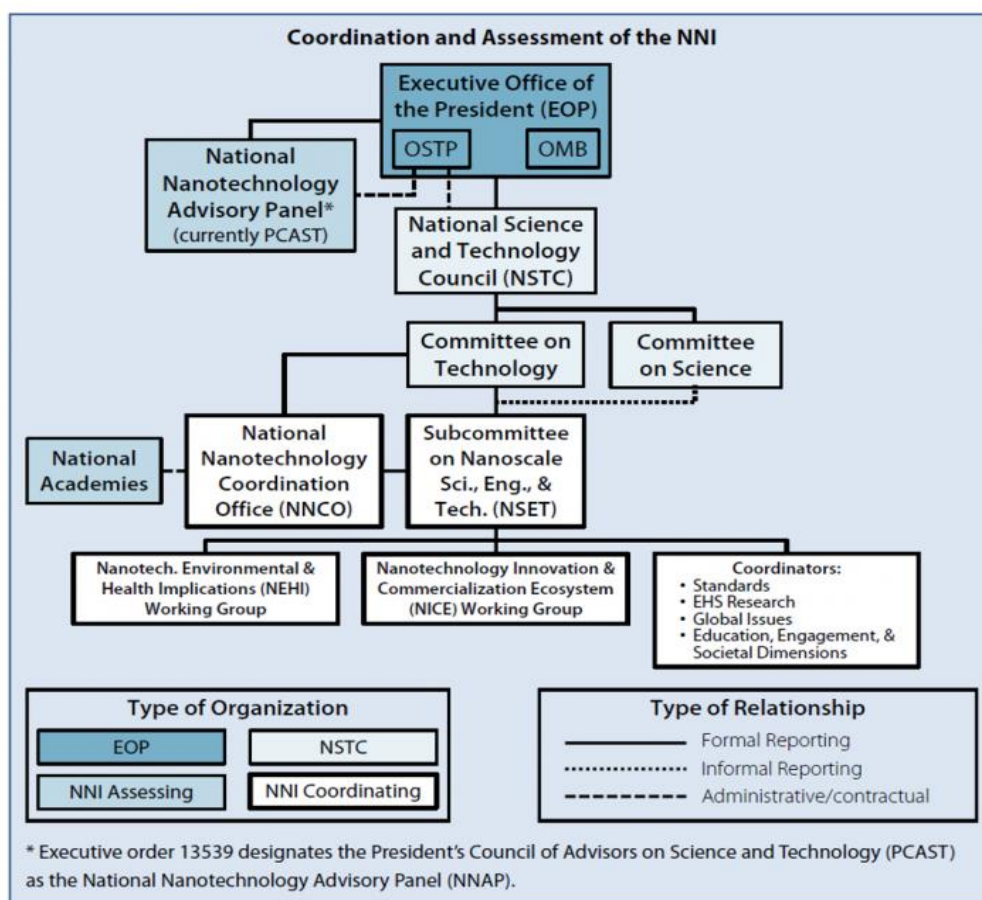 Coordination and Assessment of the NNI
Executive Office of
the President (EOP)
OSTP
OMB
National
Nanotechnology
Advisory Panel*
(currently PCAST)
National Science
and Technology
Council (NSTC)
Committee on
Technology
Committee
on Science
National
Academies
National
Nanotechnology
Coordination
Office (NNCO)
Subcommittee
on Nanoscale
Sci., Eng., &
Tech. (NSET)
Nanotech. Environmental &
Health Implications (NEHI)
Working Group
Nanotechnology Innovation &
Commercialization Ecosystem
(NICE) Working Group
Coordinators:
• Standards
• EHS Research
• Global Issues
• Education, Engagement, &
Societal Dimensions
Type of Organization
EOP
NSTC
NNI Assessing
NNI Coordinating
Type of Relationship
Formal Reporting
Informal Reporting
Administrative/contractual
* Executive order 13539 designates the President's Council of Advisors on Science and Technology (PCAST)
as the National Nanotechnology Advisory Panel (NNAP).